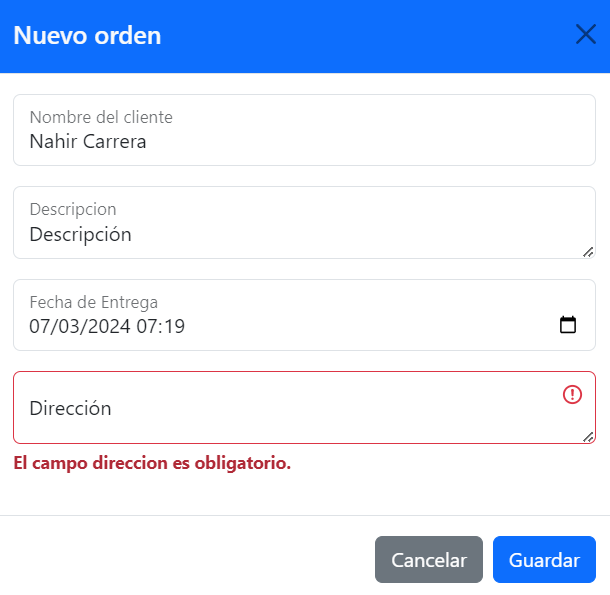 Nuevo orden
Nombre del cliente
Nahir Carrera
Descripcion
Descripción
Fecha de Entrega
07/03/2024 07:19
Dirección
El campo direccion es obligatorio.
Cancelar Guardar